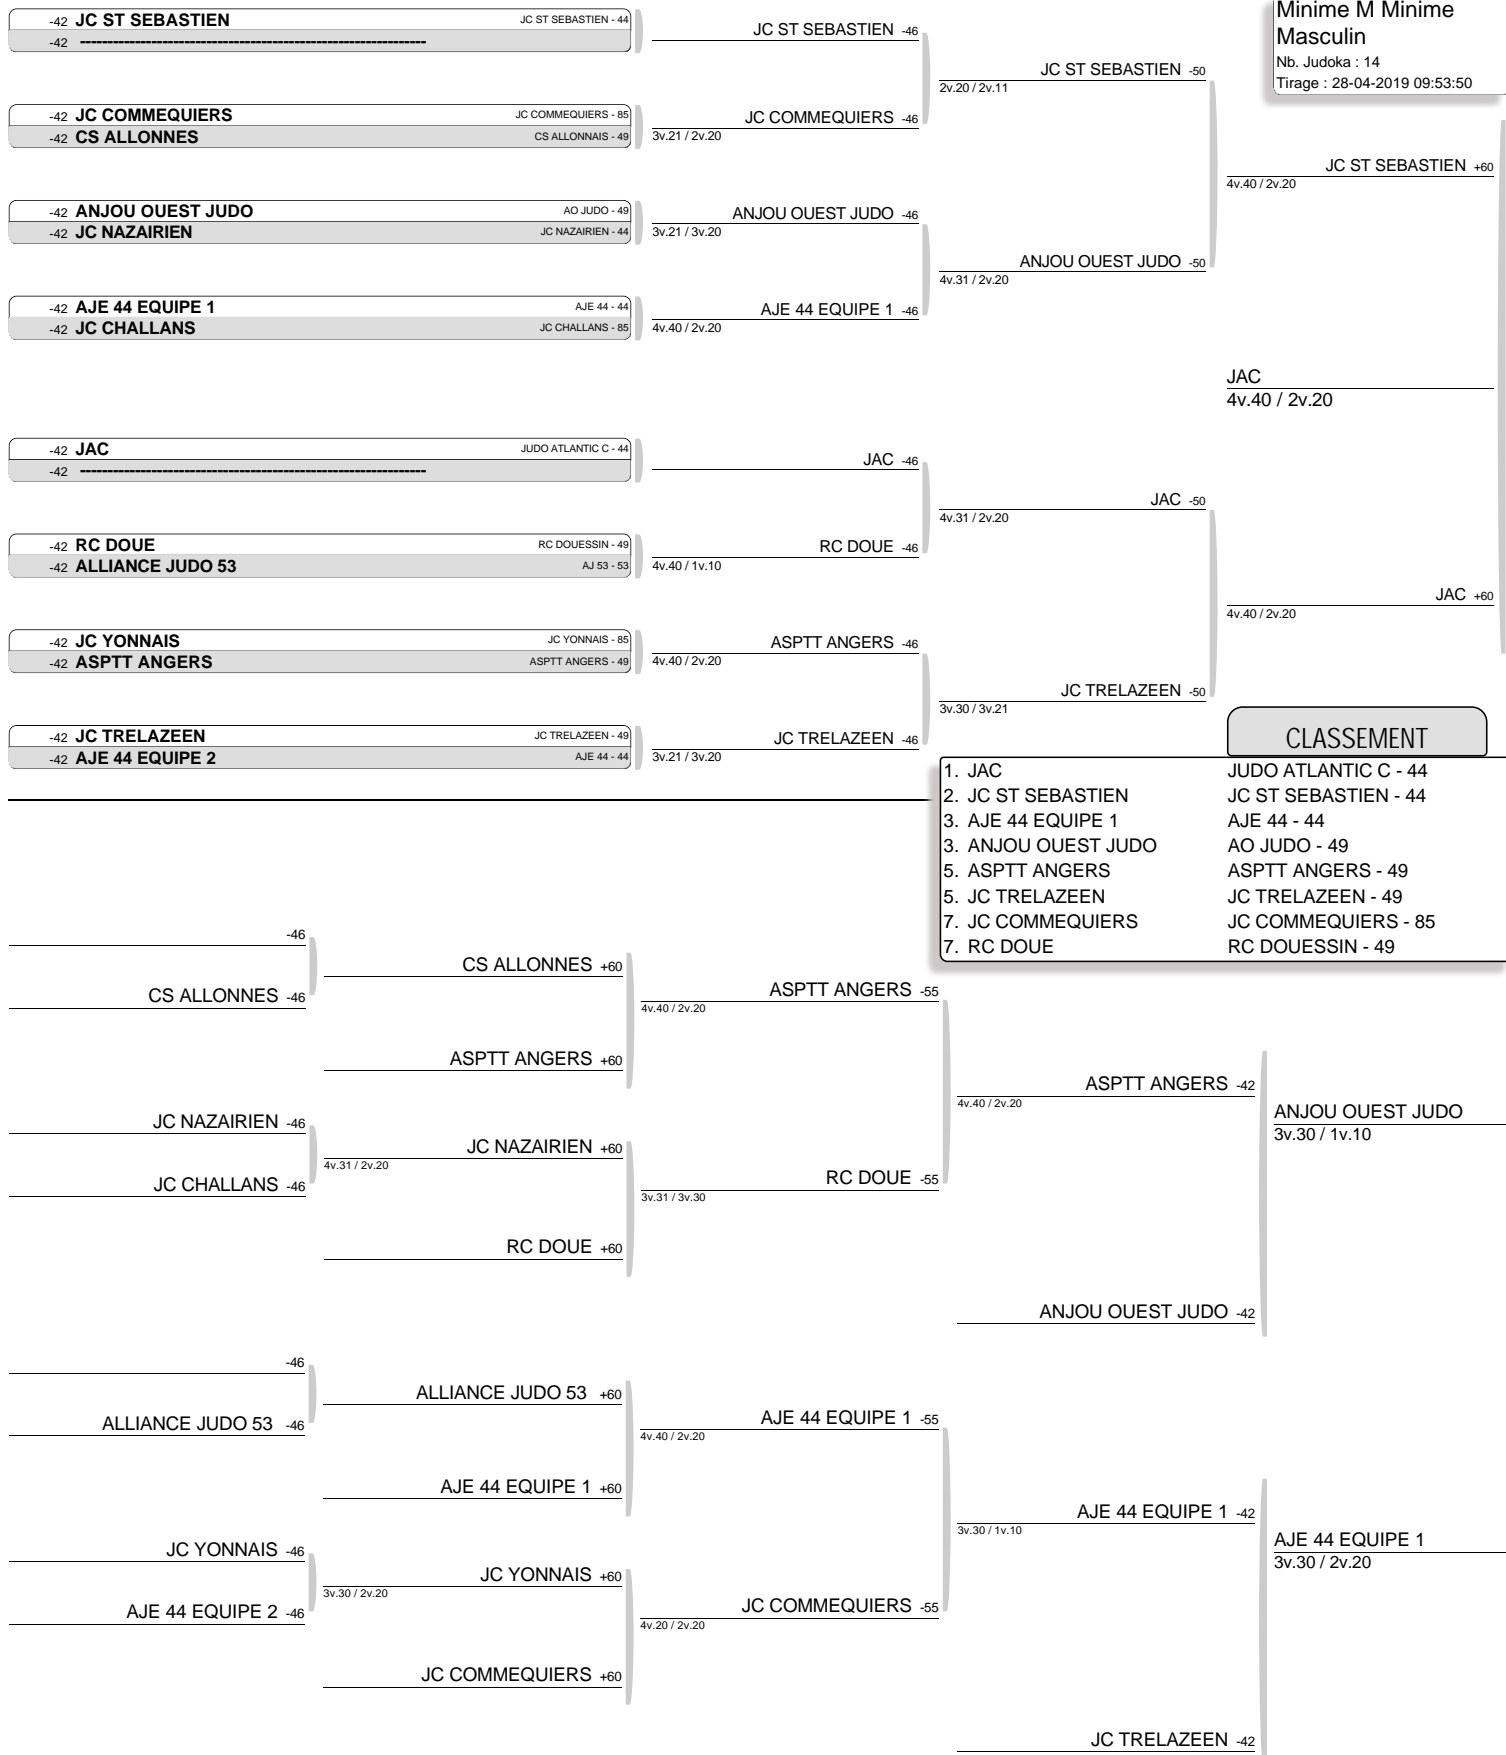 Minime M Minime
Masculin
Nb. Judoka : 14
Tirage : 28-04-2019 09:53:50
-42 JC ST SEBASTIEN JC ST SEBASTIEN - 44
-42 ----------------------------------------------------------------
-42 JC COMMEQUIERS JC COMMEQUIERS - 85
-42 CS ALLONNES CS ALLONNAIS - 49
-42 ANJOU OUEST JUDO AO JUDO - 49
-42 JC NAZAIRIEN JC NAZAIRIEN - 44
-42 AJE 44 EQUIPE 1 AJE 44 - 44
-42 JC CHALLANS JC CHALLANS - 85
-42 JAC JUDO ATLANTIC C - 44
-42 ----------------------------------------------------------------
-42 RC DOUE RC DOUESSIN - 49
-42 ALLIANCE JUDO 53 AJ 53 - 53
-42 JC YONNAIS JC YONNAIS - 85
-42 ASPTT ANGERS ASPTT ANGERS - 49
-42 JC TRELAZEEN JC TRELAZEEN - 49
-42 AJE 44 EQUIPE 2 AJE 44 - 44
JC ST SEBASTIEN -46
JC COMMEQUIERS -46
3v.21 / 2v.20
ANJOU OUEST JUDO -46
3v.21 / 3v.20
AJE 44 EQUIPE 1 -46
4v.40 / 2v.20
JAC -46
RC DOUE -46
4v.40 / 1v.10
ASPTT ANGERS -46
4v.40 / 2v.20
JC TRELAZEEN -46
3v.21 / 3v.20
JC ST SEBASTIEN -50
2v.20 / 2v.11
ANJOU OUEST JUDO -50
4v.31 / 2v.20
JAC -50
4v.31 / 2v.20
JC TRELAZEEN -50
3v.30 / 3v.21
JC ST SEBASTIEN +60
4v.40 / 2v.20
JAC
4v.40 / 2v.20
JAC +60
4v.40 / 2v.20
CLASSEMENT
1. JAC JUDO ATLANTIC C - 44
2. JC ST SEBASTIEN JC ST SEBASTIEN - 44
3. AJE 44 EQUIPE 1 AJE 44 - 44
3. ANJOU OUEST JUDO AO JUDO - 49
5. ASPTT ANGERS ASPTT ANGERS - 49
5. JC TRELAZEEN JC TRELAZEEN - 49
7. JC COMMEQUIERS JC COMMEQUIERS - 85
7. RC DOUE RC DOUESSIN - 49
-46
CS ALLONNES -46
JC NAZAIRIEN -46
JC CHALLANS -46
-46
ALLIANCE JUDO 53 -46
JC YONNAIS -46
AJE 44 EQUIPE 2 -46
CS ALLONNES +60
ASPTT ANGERS +60
JC NAZAIRIEN +60
4v.31 / 2v.20
RC DOUE +60
ALLIANCE JUDO 53 +60
AJE 44 EQUIPE 1 +60
JC YONNAIS +60
3v.30 / 2v.20
JC COMMEQUIERS +60
ASPTT ANGERS -55
4v.40 / 2v.20
RC DOUE -55
3v.31 / 3v.30
AJE 44 EQUIPE 1 -55
4v.40 / 2v.20
JC COMMEQUIERS -55
4v.20 / 2v.20
ASPTT ANGERS -42
4v.40 / 2v.20
ANJOU OUEST JUDO -42
AJE 44 EQUIPE 1 -42
3v.30 / 1v.10
JC TRELAZEEN -42
ANJOU OUEST JUDO
3v.30 / 1v.10
AJE 44 EQUIPE 1
3v.30 / 2v.20